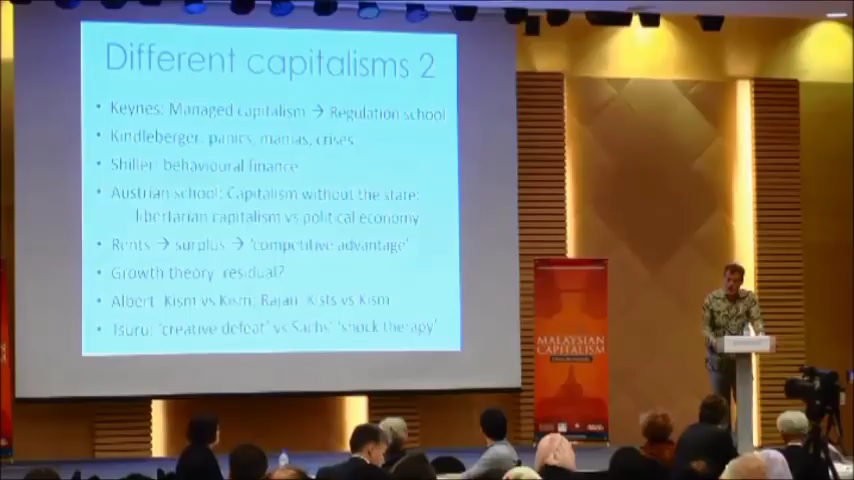 Different capitalisms 2
• Keynes: Managed capitalism → Regulation school
• Kindleberger: panics, manias, crises
• Shiller: behavioural finance
• Austrian school: Capitalism without the state:
libertarian capitalism vs political economy
• Rents → surplus → 'competitive advantage'
• Growth theory residual?
• Albert: Kism vs Kism; Rajan: Kists vs Kism
• Tsuru: 'creative defeat' vs Sachs' 'shock therapy'
MALAYSIAN
CAPITALISM